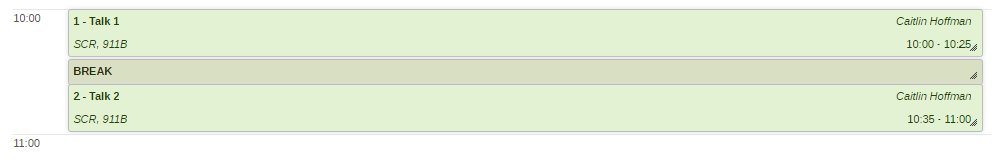 10:00
1 - Talk 1 Caitlin Hoffman
SCR, 911B 10:00 - 10:25
BREAK
2 - Talk 2 Caitlin Hoffman
SCR, 911B 10:35 - 11:00
11:00